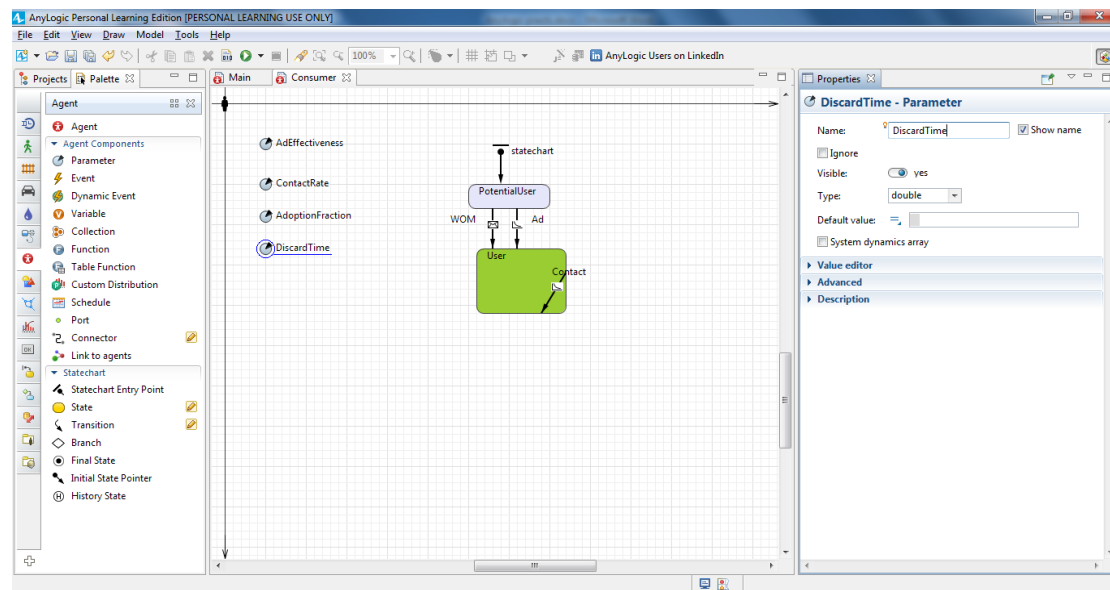 AnyLogic Personal Learning Edition [PERSONAL LEARNING USE ONLY]
File Edit View Draw Model Tools Help
100% AnyLogic Users on LinkedIn
Projects Palette
Agent
Agent
Agent Components
Parameter
Event
Dynamic Event
Variable
Collection
Function
Table Function
Custom Distribution
Schedule
Port
Connector
Link to agents
Statechart
Statechart Entry Point
State
Transition
Branch
Final State
Initial State Pointer
History State
Main Consumer
AdEffectiveness
ContactRate
AdoptionFraction
DiscardTime
statechart
PotentialUser
WOM Ad
User
Contact
Properties
DiscardTime - Parameter
Name: DiscardTime Show name
Ignore
Visible: yes
Type: double
Default value:
System dynamics array
Value editor
Advanced
Description